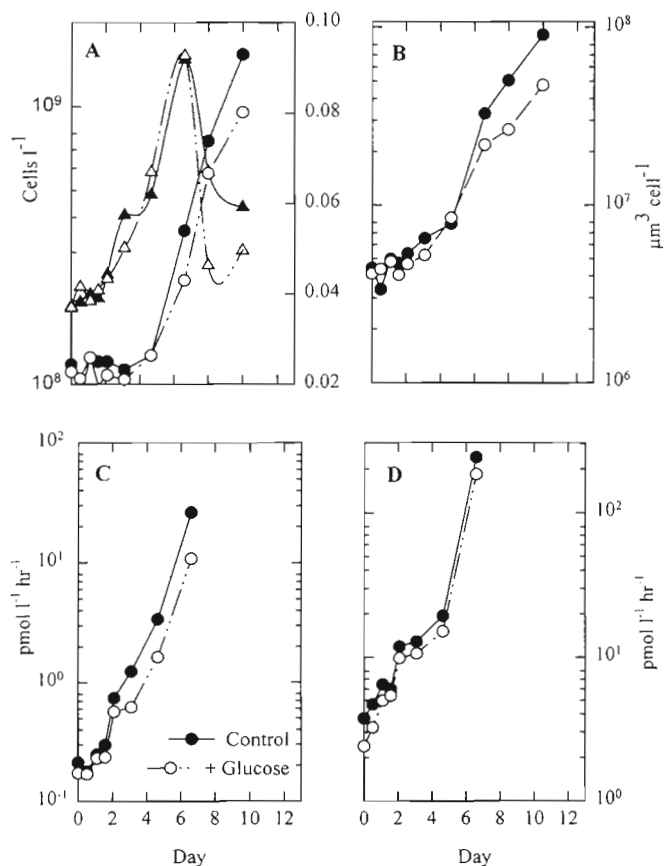 A
B
Cells l⁻¹
10⁹
10⁸
0.10
0.08
0.06
0.04
0.02
10⁸
10⁷
10⁶
μm³ cell⁻¹
C
D
pmol l⁻¹ hr⁻¹
10²
10¹
10⁰
10⁻¹
Control
+ Glucose
10²
10¹
10⁰
pmol l⁻¹ hr⁻¹
0 2 4 6 8 10 12
0 2 4 6 8 10 12
Day
Day